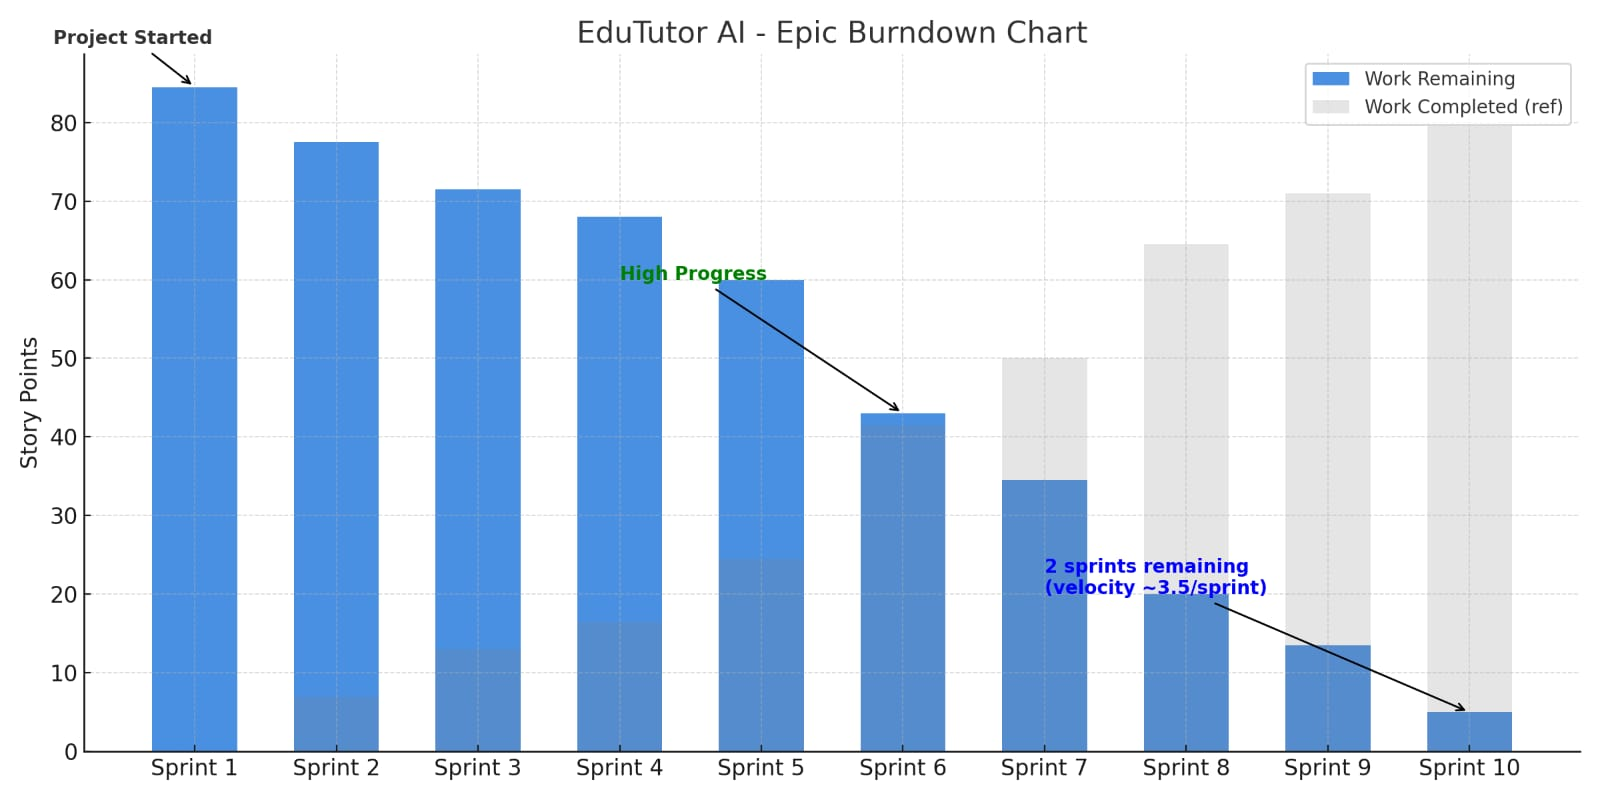 EduTutor AI - Epic Burndown Chart
Project Started
Work Remaining
Work Completed (ref)
High Progress
2 sprints remaining
(velocity ~3.5/sprint)
Story Points
80
70
60
50
40
30
20
10
0
Sprint 1
Sprint 2
Sprint 3
Sprint 4
Sprint 5
Sprint 6
Sprint 7
Sprint 8
Sprint 9
Sprint 10